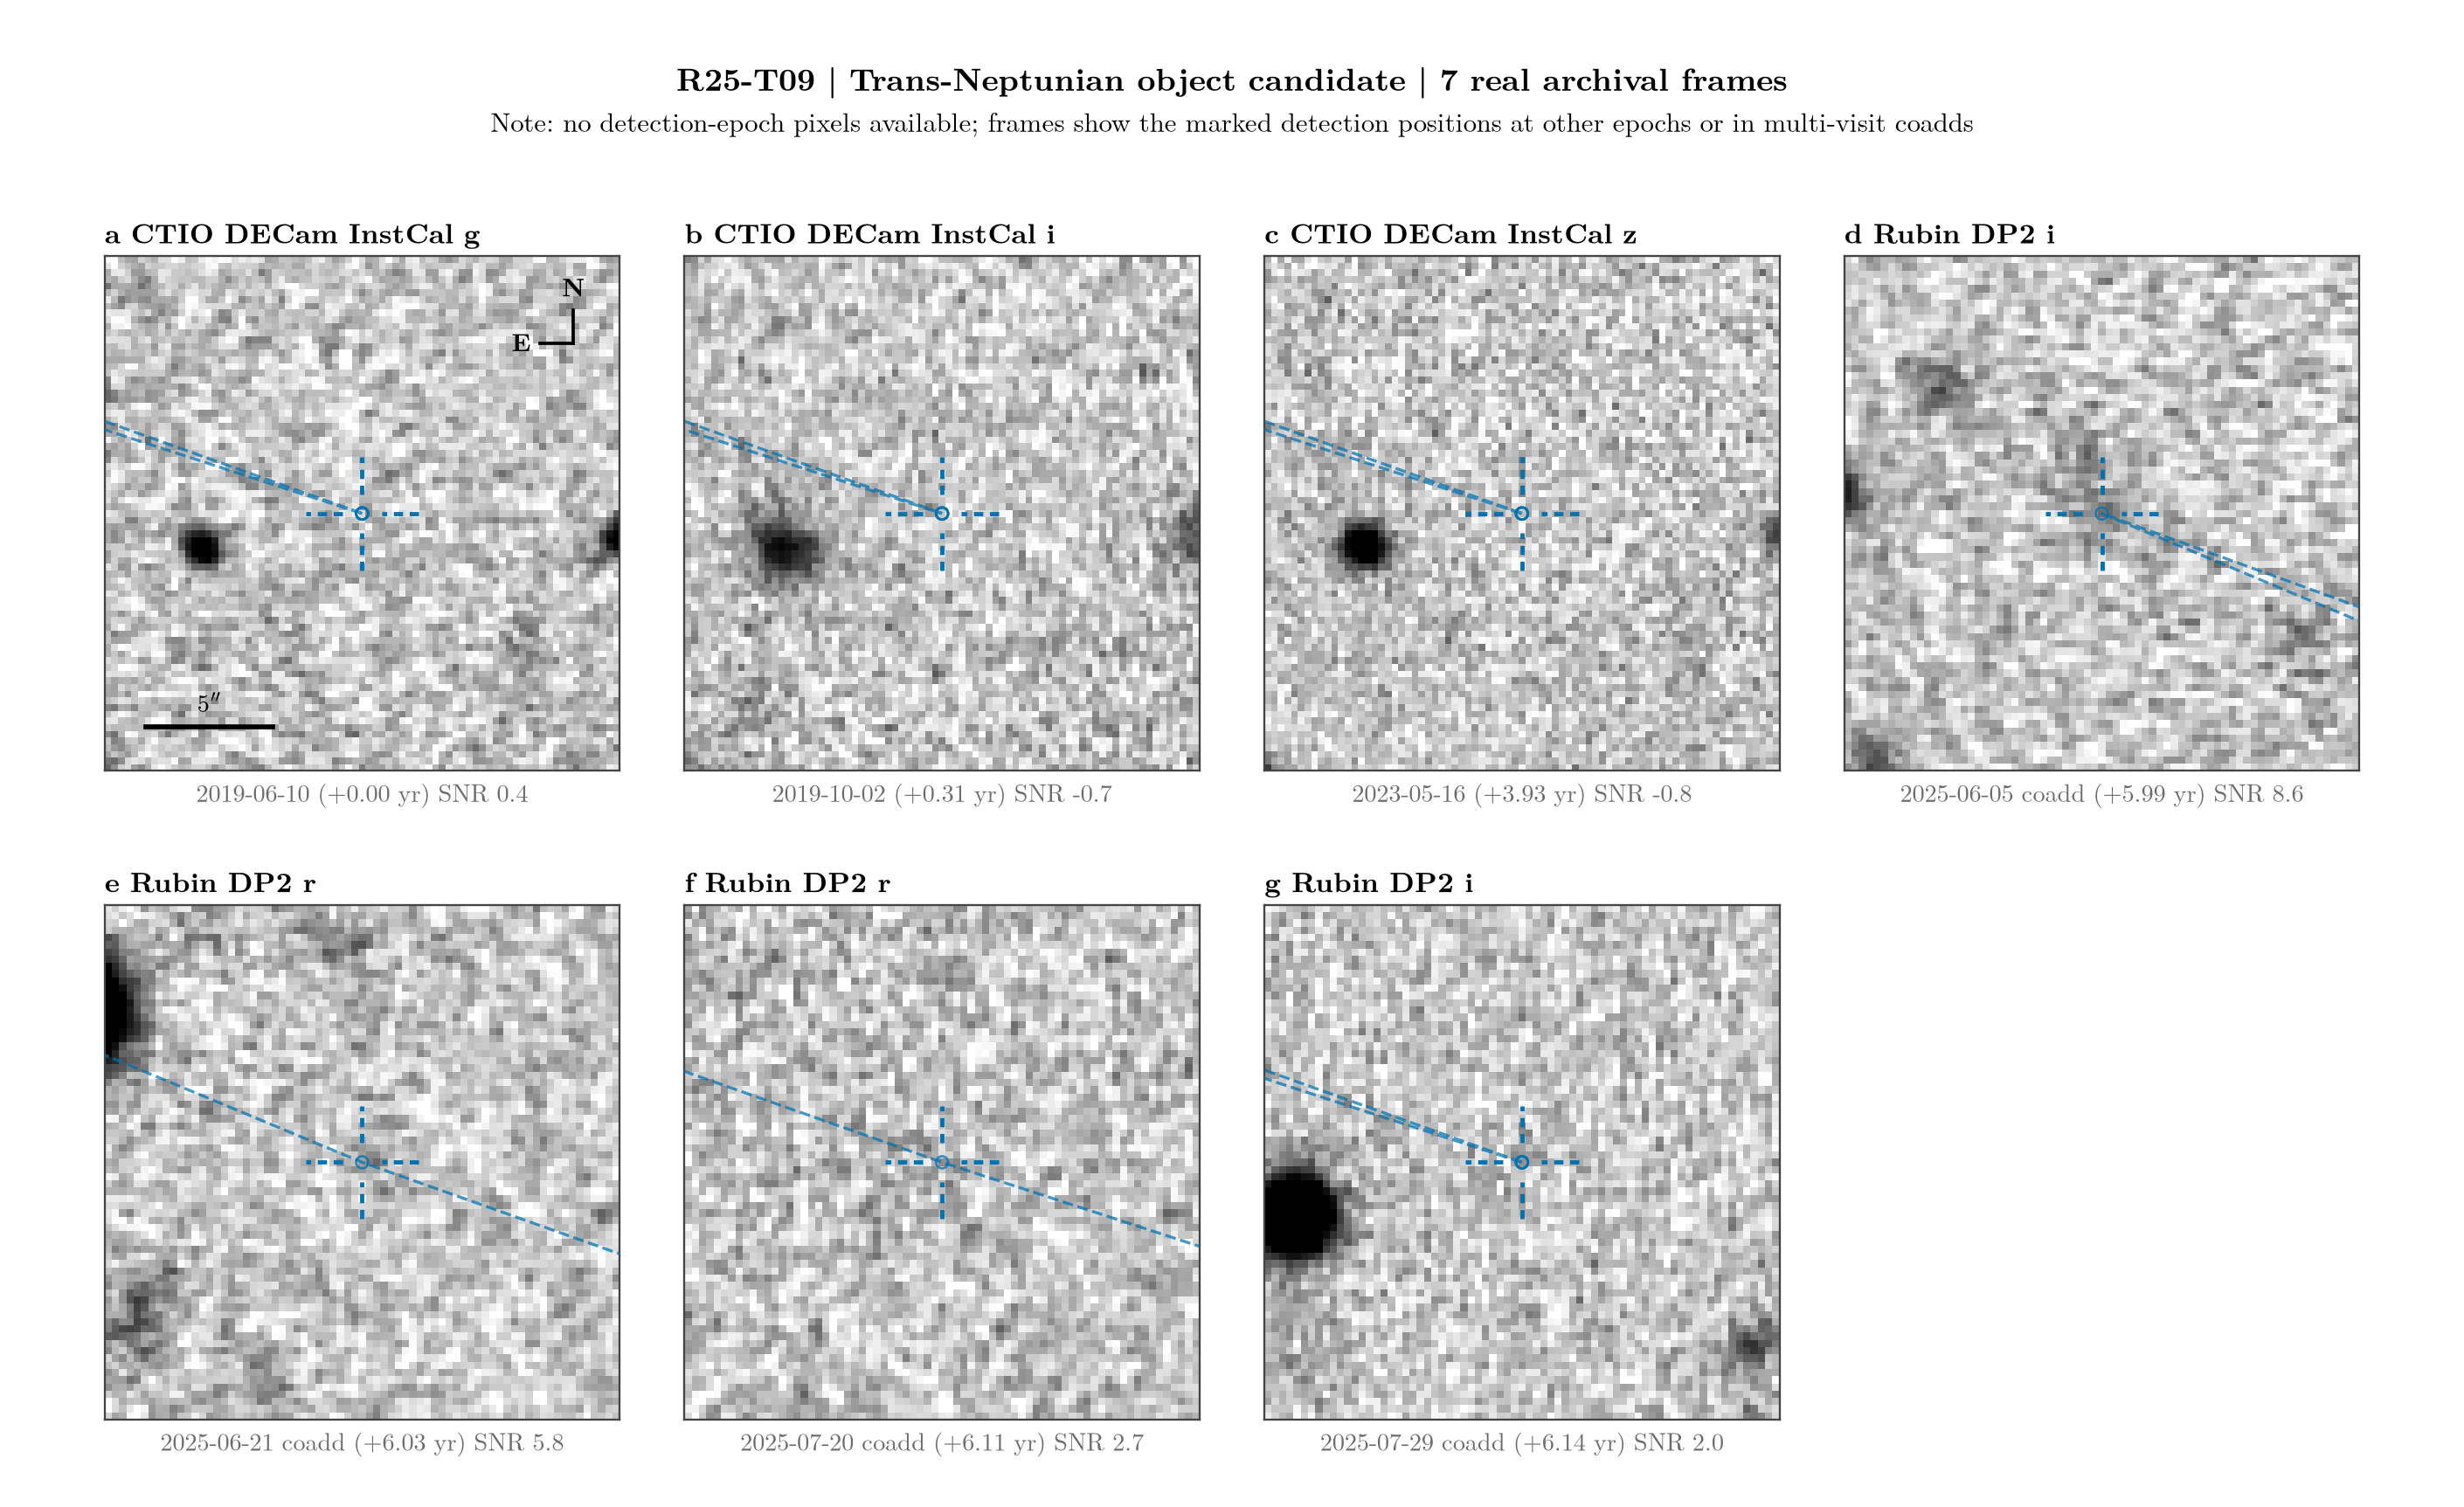 R25-T09 | Trans-Neptunian object candidate | 7 real archival frames
Note: no detection-epoch pixels available; frames show the marked detection positions at other epochs or in multi-visit coadds
a CTIO DECam InstCal g
b CTIO DECam InstCal i
c CTIO DECam InstCal z
d Rubin DP2 i
N
E
5″
2019-06-10 (+0.00 yr) SNR 0.4
2019-10-02 (+0.31 yr) SNR -0.7
2023-05-16 (+3.93 yr) SNR -0.8
2025-06-05 coadd (+5.99 yr) SNR 8.6
e Rubin DP2 r
f Rubin DP2 r
g Rubin DP2 i
2025-06-21 coadd (+6.03 yr) SNR 5.8
2025-07-20 coadd (+6.11 yr) SNR 2.7
2025-07-29 coadd (+6.14 yr) SNR 2.0